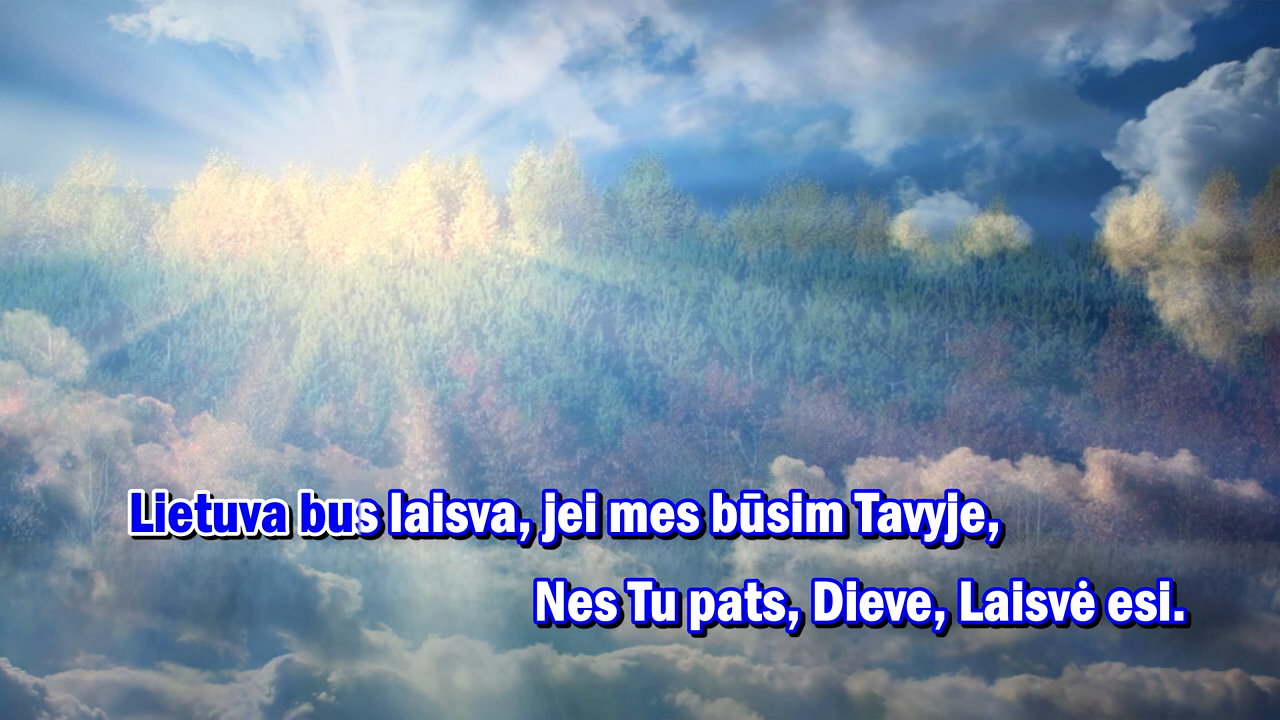 Lietuva bus laisva, jei mes būsim Tavyje,
Nes Tu pats, Dieve, Laisvė esi.